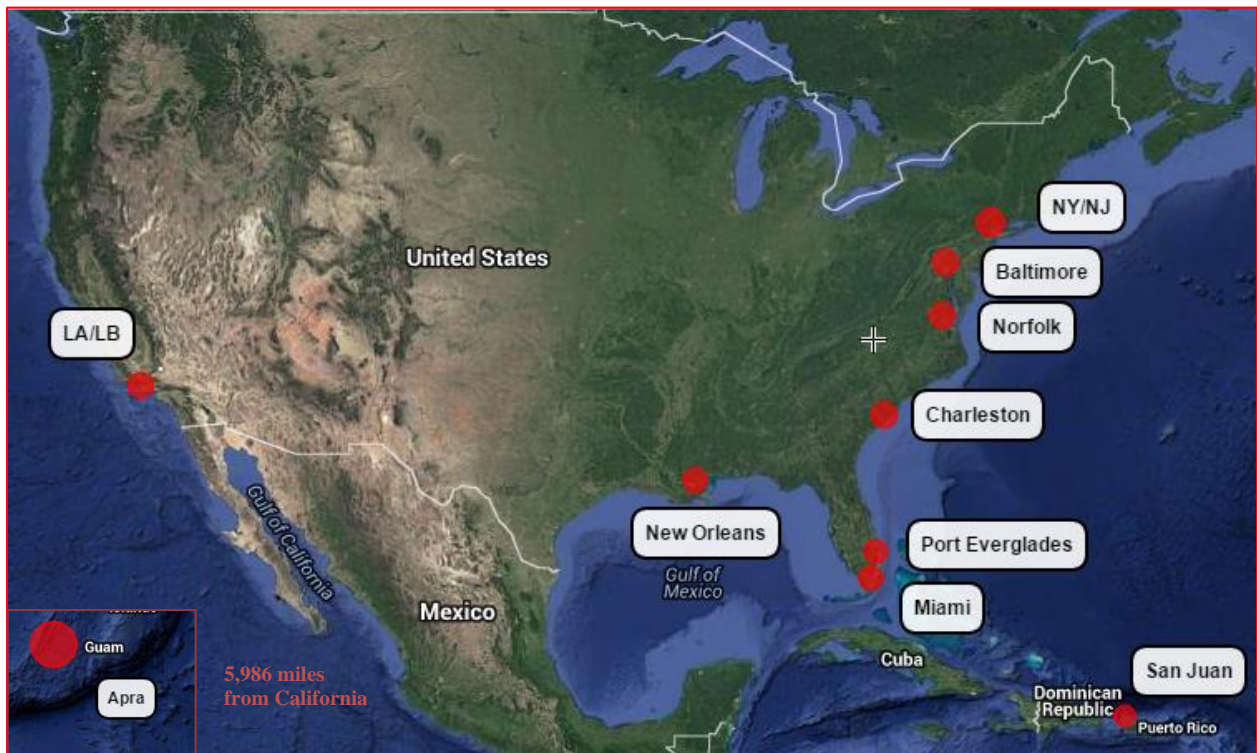 NY/NJ
United States
Baltimore
LA/LB
Norfolk
Charleston
Gulf of California
New Orleans
Port Everglades
Gulf of
Mexico
Mexico
Miami
Guam
Cuba
5,986 miles
from California
San Juan
Apra
Dominican
Republic
Puerto Rico